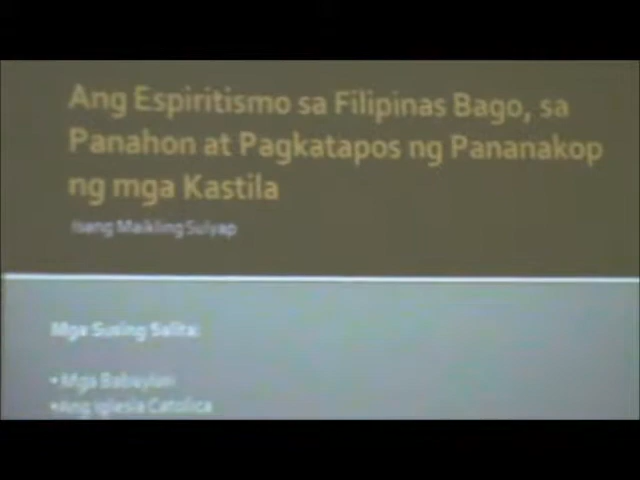 Ang Espiritismo sa Filipinas Bago, sa
Panahon at Pagkatapos ng Pananakop
ng mga Kastila
Isang Maikling Sulyap
Mga Susing Salita:
• Mga Babaylan
• Ang Iglesia Catolica